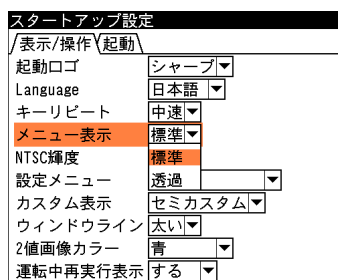 スタートアップ設定
表示/操作 起動
起動ロゴ シャープ▼
Language 日本語▼
キーリピート 中速▼
メニュー表示 標準▼
NTSC輝度 標準
設定メニュー 透過 ▼
カスタム表示 セミカスタム▼
ウィンドウライン 太い▼
2値画像カラー 青▼
運転中再実行表示 する▼